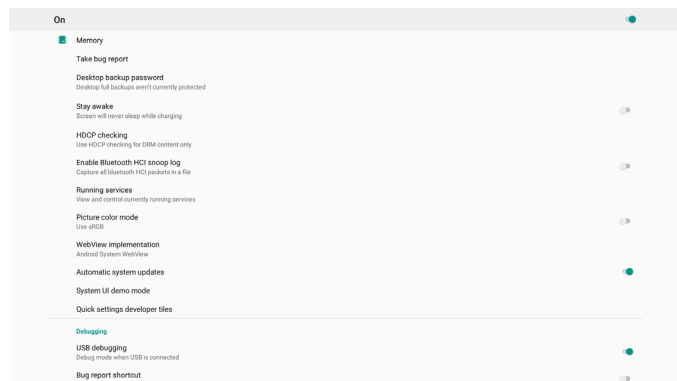 On
Memory
Take bug report
Desktop backup password
Desktop full backups aren't currently protected
Stay awake
Screen will never sleep while charging
HDCP checking
Use HDCP checking for DRM content only
Enable Bluetooth HCI snoop log
Capture all bluetooth HCI packets in a file
Running services
View and control currently running services
Picture color mode
Use sRGB
WebView implementation
Android System WebView
Automatic system updates
System UI demo mode
Quick settings developer tiles
Debugging
USB debugging
Debug mode when USB is connected
Bug report shortcut